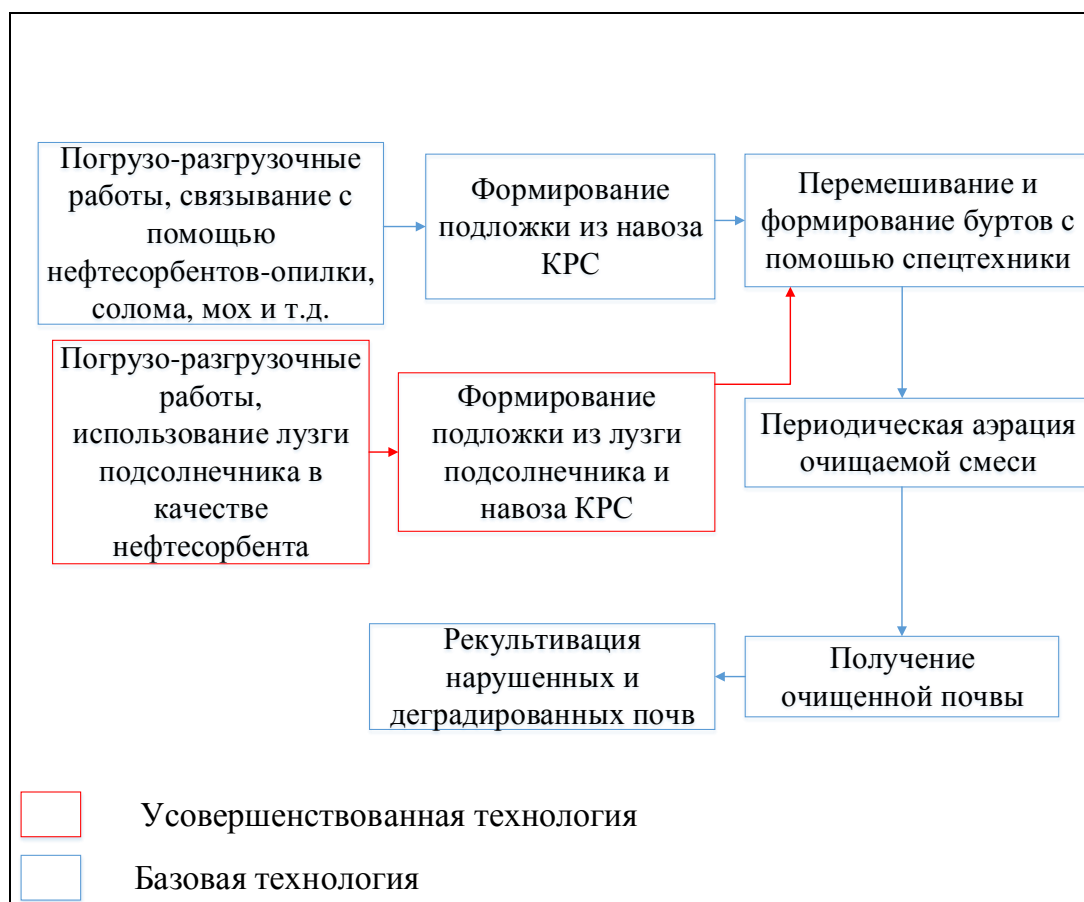 Погрузо-разгрузочные
работы, связывание с
помощью
нефтесорбентов-опилки,
солома, мох и т.д.
Формирование
подложки из навоза
КРС
Перемешивание и
формирование буртов с
помошью спецтехники
Погрузо-разгрузочные
работы,
использование лузги
подсолнечника в
качестве
нефтесорбента
Формирование
подложки из лузги
подсолнечника и
навоза КРС
Периодическая аэрация
очищаемой смеси
Рекультивация
нарушенных и
деградированных почв
Получение
очищенной почвы
Усовершенствованная технология
Базовая технология